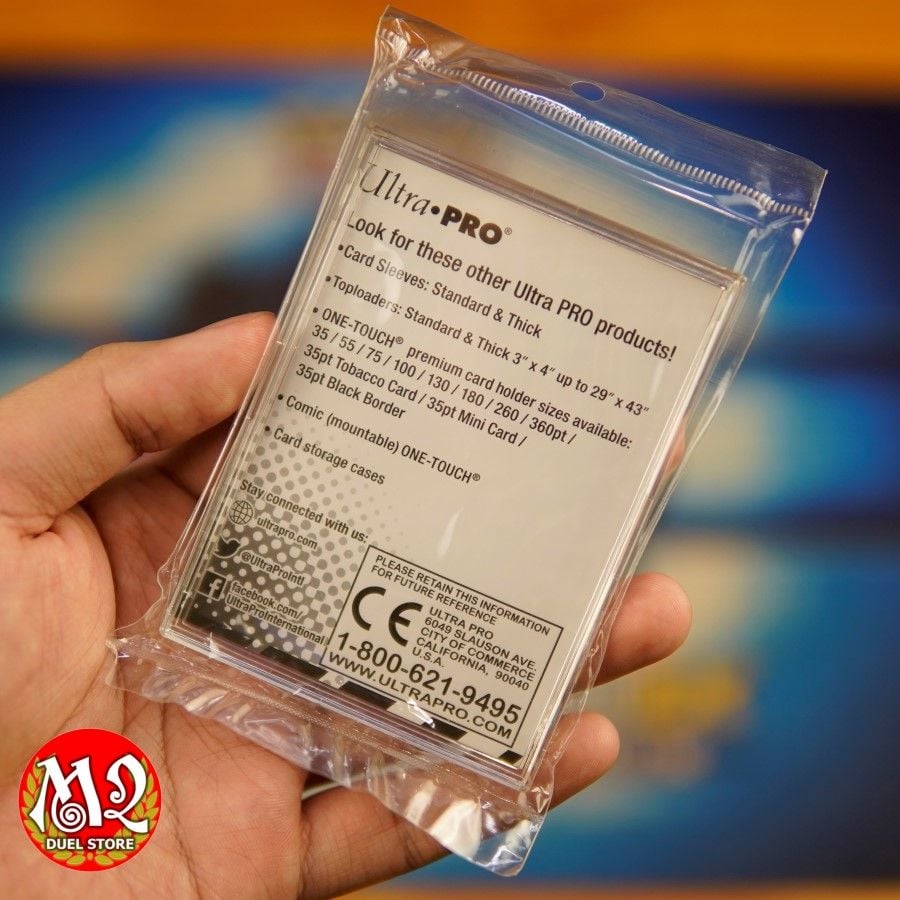 Ultra•PRO®
Look for these other Ultra PRO products!
•Card Sleeves: Standard & Thick
•Toploaders: Standard & Thick 3" x 4" up to 29" x 43"
• ONE-TOUCH® premium card holder sizes available:
35 / 55 / 75 / 100 / 130 / 180 / 260 / 360pt /
35pt Tobacco Card / 35pt Mini Card /
35pt Black Border
• Comic (mountable) ONE-TOUCH®
• Card storage cases
Stay connected with us:
ultrapro.com
@UltraProIntl
facebook.com/
UltraProInternational
PLEASE RETAIN THIS INFORMATION
FOR FUTURE REFERENCE
CE
ULTRA PRO
6049 SLAUSON AVE.
CITY OF COMMERCE
CALIFORNIA, 90040
U.S.A.
1-800-621-9495
WWW.ULTRAPRO.COM
M2
DUEL STORE